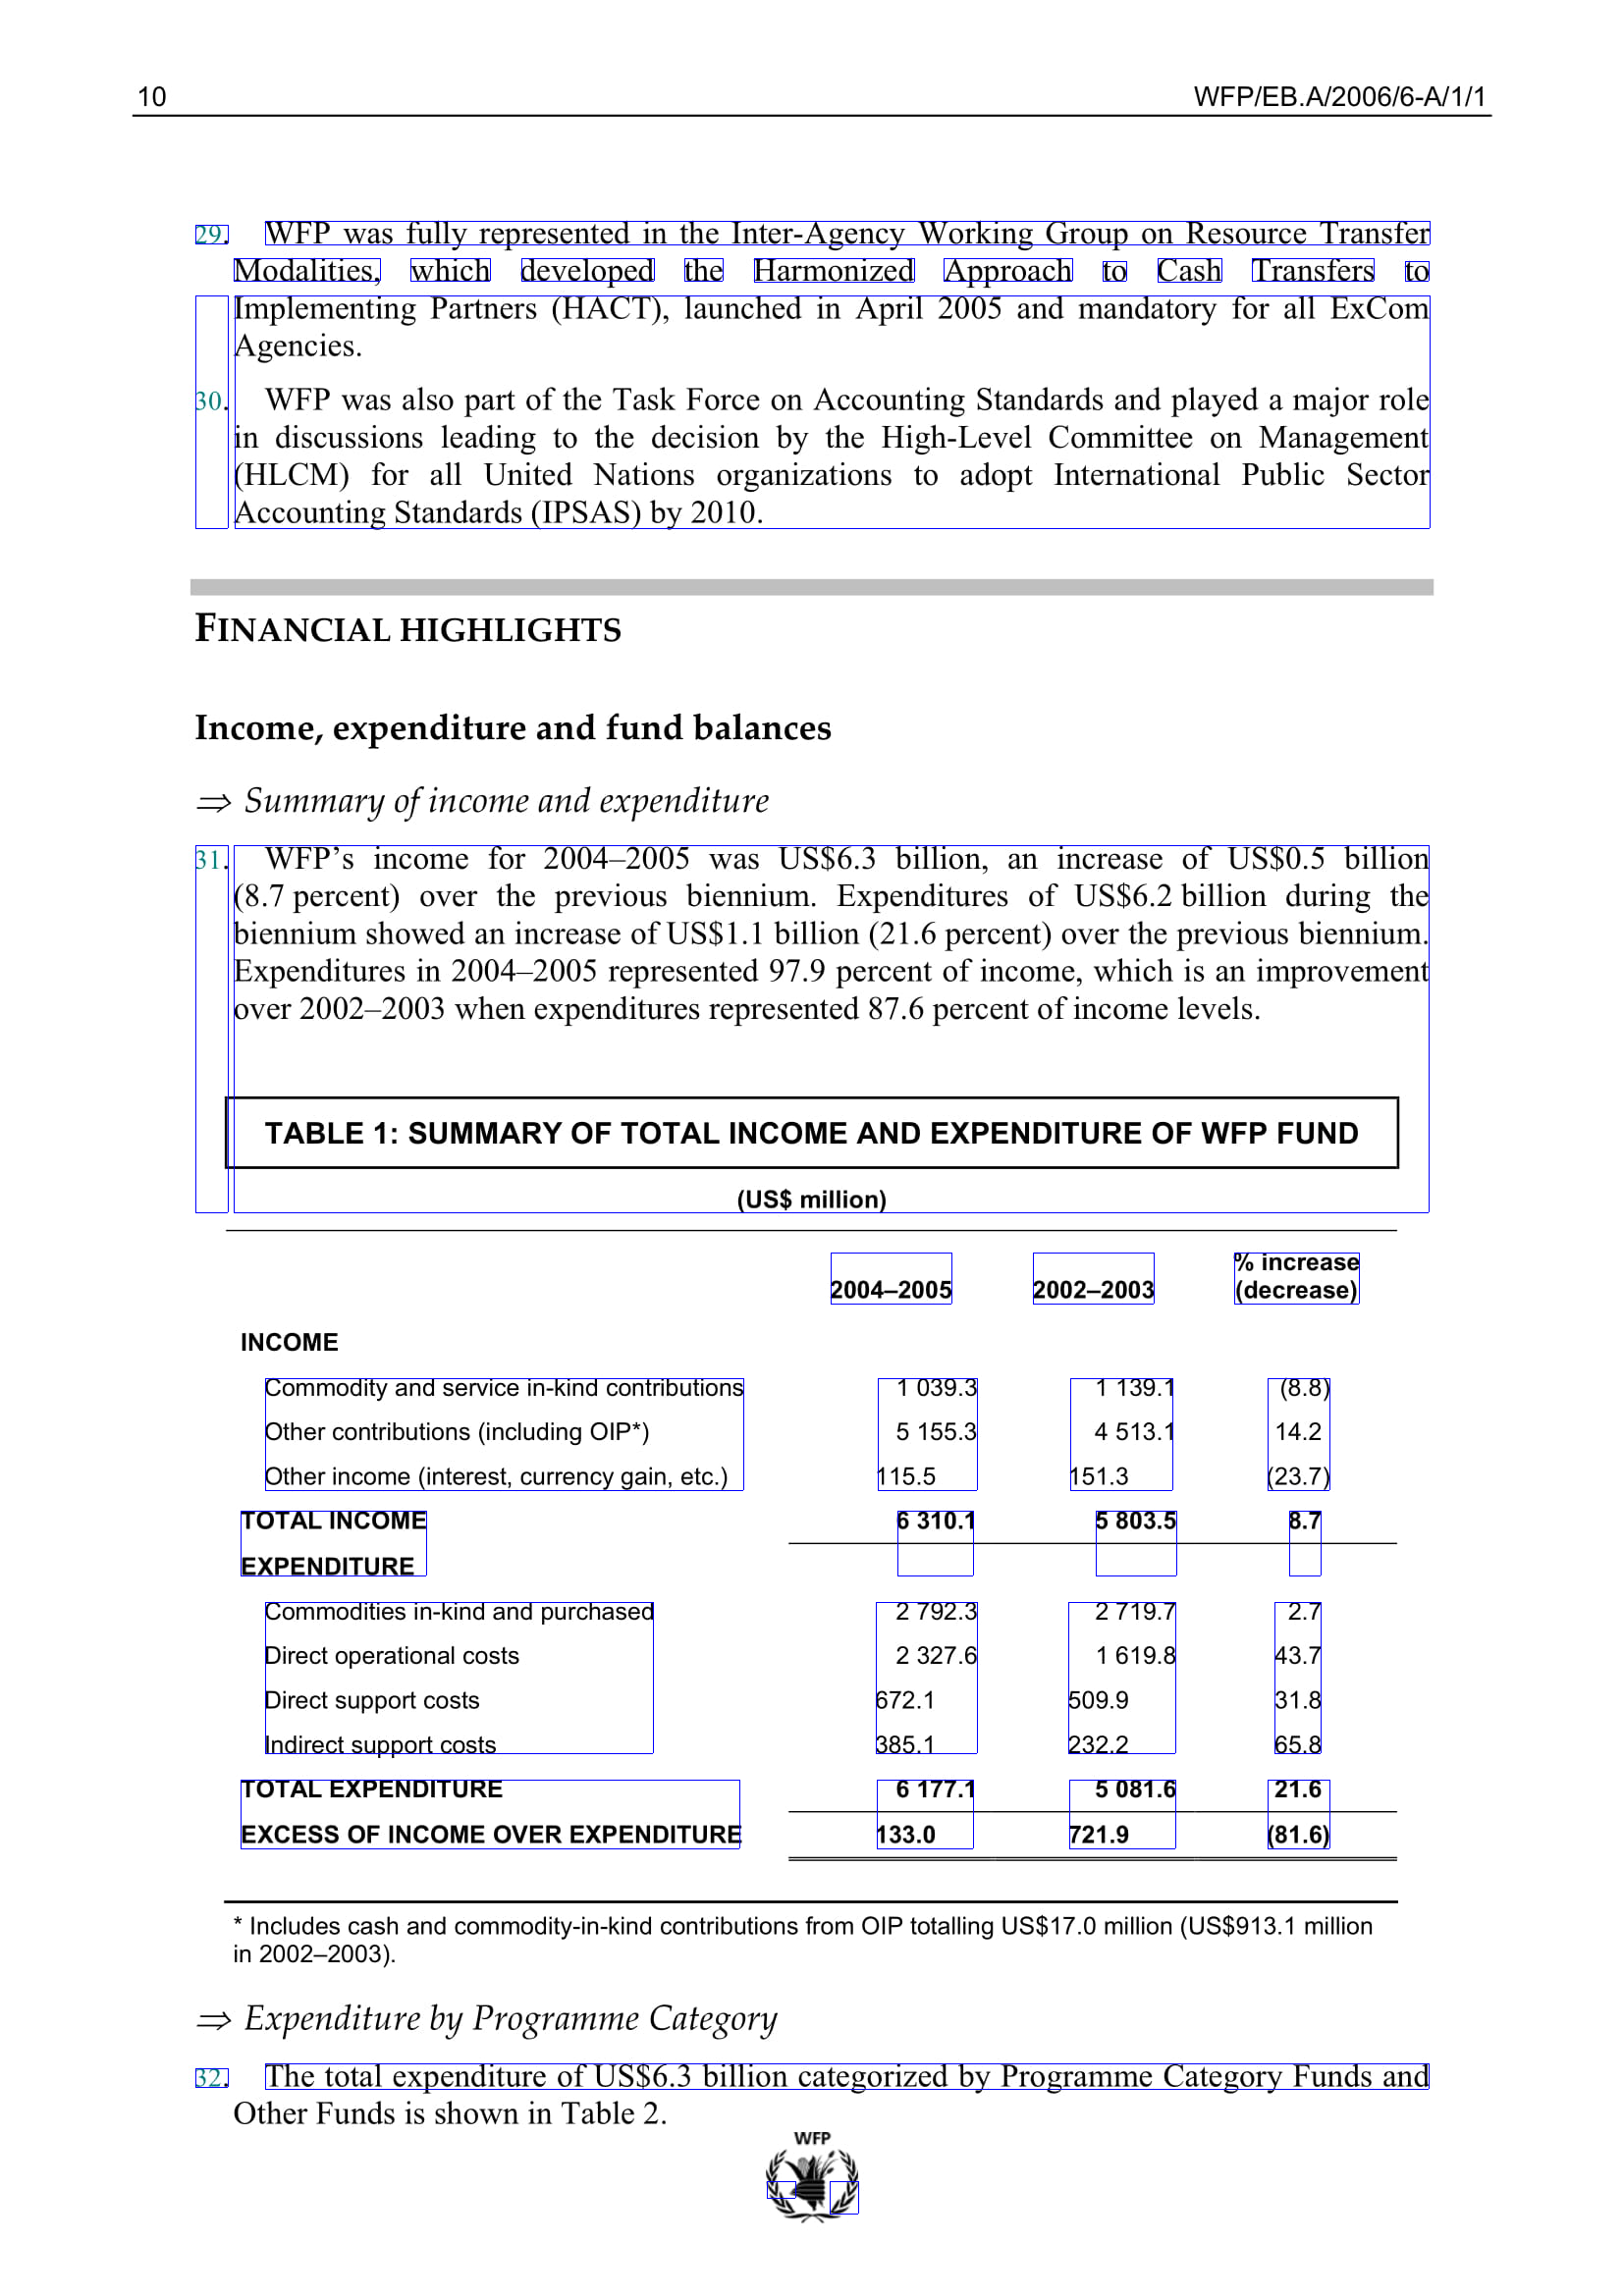 10 WFP/EB.A/2006/6-A/1/1
29. WFP was fully represented in the Inter-Agency Working Group on Resource Transfer
Modalities, which developed the Harmonized Approach to Cash Transfers to
Implementing Partners (HACT), launched in April 2005 and mandatory for all ExCom
Agencies.
30. WFP was also part of the Task Force on Accounting Standards and played a major role
in discussions leading to the decision by the High-Level Committee on Management
(HLCM) for all United Nations organizations to adopt International Public Sector
Accounting Standards (IPSAS) by 2010.
FINANCIAL HIGHLIGHTS
Income, expenditure and fund balances
⇒ Summary of income and expenditure
31. WFP’s income for 2004–2005 was US$6.3 billion, an increase of US$0.5 billion
(8.7 percent) over the previous biennium. Expenditures of US$6.2 billion during the
biennium showed an increase of US$1.1 billion (21.6 percent) over the previous biennium.
Expenditures in 2004–2005 represented 97.9 percent of income, which is an improvement
over 2002–2003 when expenditures represented 87.6 percent of income levels.
TABLE 1: SUMMARY OF TOTAL INCOME AND EXPENDITURE OF WFP FUND
(US$ million)
2004–2005 2002–2003 % increase
(decrease)
INCOME
Commodity and service in-kind contributions 1 039.3 1 139.1 (8.8)
Other contributions (including OIP*) 5 155.3 4 513.1 14.2
Other income (interest, currency gain, etc.) 115.5 151.3 (23.7)
TOTAL INCOME 6 310.1 5 803.5 8.7
EXPENDITURE
Commodities in-kind and purchased 2 792.3 2 719.7 2.7
Direct operational costs 2 327.6 1 619.8 43.7
Direct support costs 672.1 509.9 31.8
Indirect support costs 385.1 232.2 65.8
TOTAL EXPENDITURE 6 177.1 5 081.6 21.6
EXCESS OF INCOME OVER EXPENDITURE 133.0 721.9 (81.6)
* Includes cash and commodity-in-kind contributions from OIP totalling US$17.0 million (US$913.1 million
in 2002–2003).
⇒ Expenditure by Programme Category
32. The total expenditure of US$6.3 billion categorized by Programme Category Funds and
Other Funds is shown in Table 2.
WFP